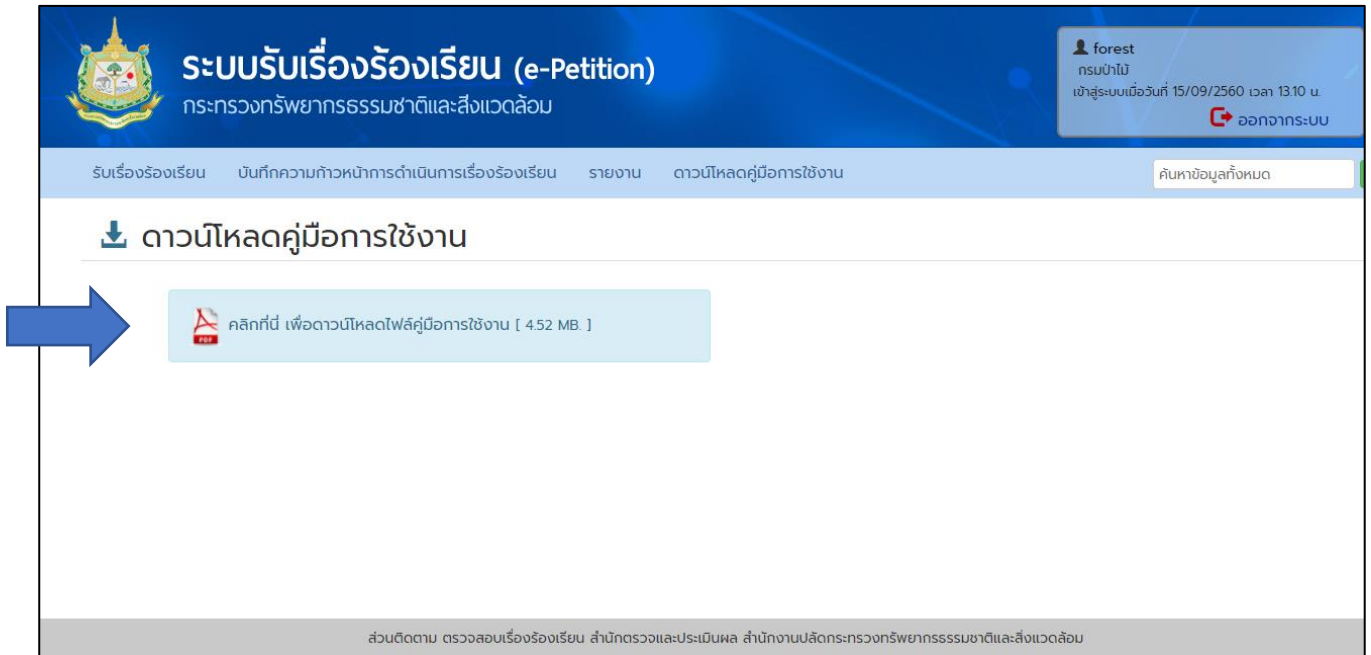 ระบบรับเรื่องร้องเรียน (e-Petition)
กระทรวงทรัพยากรธรรมชาติและสิ่งแวดล้อม
forest
กรมป่าไม้
เข้าสู่ระบบเมื่อวันที่ 15/09/2560 เวลา 13.10 น.
ออกจากระบบ
รับเรื่องร้องเรียน บันทึกความก้าวหน้าการดำเนินการเรื่องร้องเรียน รายงาน ดาวน์โหลดคู่มือการใช้งาน ค้นหาข้อมูลทั้งหมด
ดาวน์โหลดคู่มือการใช้งาน
PDF คลิกที่นี่ เพื่อดาวน์โหลดไฟล์คู่มือการใช้งาน [ 4.52 MB. ]
ส่วนติดตาม ตรวจสอบเรื่องร้องเรียน สำนักตรวจและประเมินผล สำนักงานปลัดกระทรวงทรัพยากรธรรมชาติและสิ่งแวดล้อม